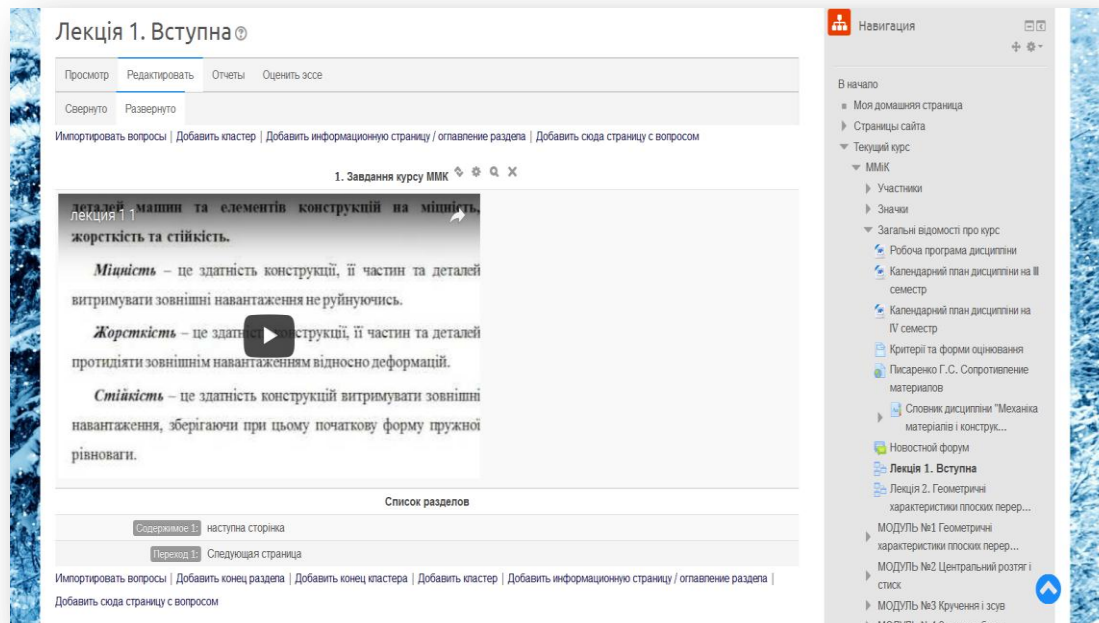 Лекція 1. Вступна
Просмотр Редактировать Отчеты Оценить эссе
Свернуто Развернуто
Импортировать вопросы | Добавить кластер | Добавить информационную страницу / оглавление раздела | Добавить сюда страницу с вопросом
1. Завдання курсу ММК
деталей машин та елементів конструкцій на міцність,
лекция 1 1
жорсткість та стійкість.
Міцність – це здатність конструкції, її частин та деталей
витримувати зовнішні навантаження не руйнуючись.
Жорсткість – це здатність конструкції, її частин та деталей
протидіяти зовнішнім навантаженням відносно деформацій.
Стійкість – це здатність конструкцій витримувати зовнішні
навантаження, зберігаючи при цьому початкову форму пружної
рівноваги.
Список разделов
Содержимое 1: наступна сторінка
Переход 1: Следующая страница
Импортировать вопросы | Добавить конец раздела | Добавить конец кластера | Добавить кластер | Добавить информационную страницу / оглавление раздела |
Добавить сюда страницу с вопросом
Навигация
В начало
Моя домашняя страница
Страницы сайта
Текущий курс
ММіК
Участники
Значки
Загальні відомості про курс
Робоча програма дисципліни
Календарний план дисципліни на III
семестр
Календарний план дисципліни на
IV семестр
Критерії та форми оцінювання
Писаренко Г.С. Сопротивление
материалов
Словник дисципліни "Механіка
матеріалів і конструк...
Новостной форум
Лекція 1. Вступна
Лекція 2. Геометричні
характеристики плоских перер...
МОДУЛЬ №1 Геометричні
характеристики плоских перер...
МОДУЛЬ №2 Центральний розтяг і
стиск
МОДУЛЬ №3 Кручення і зсув